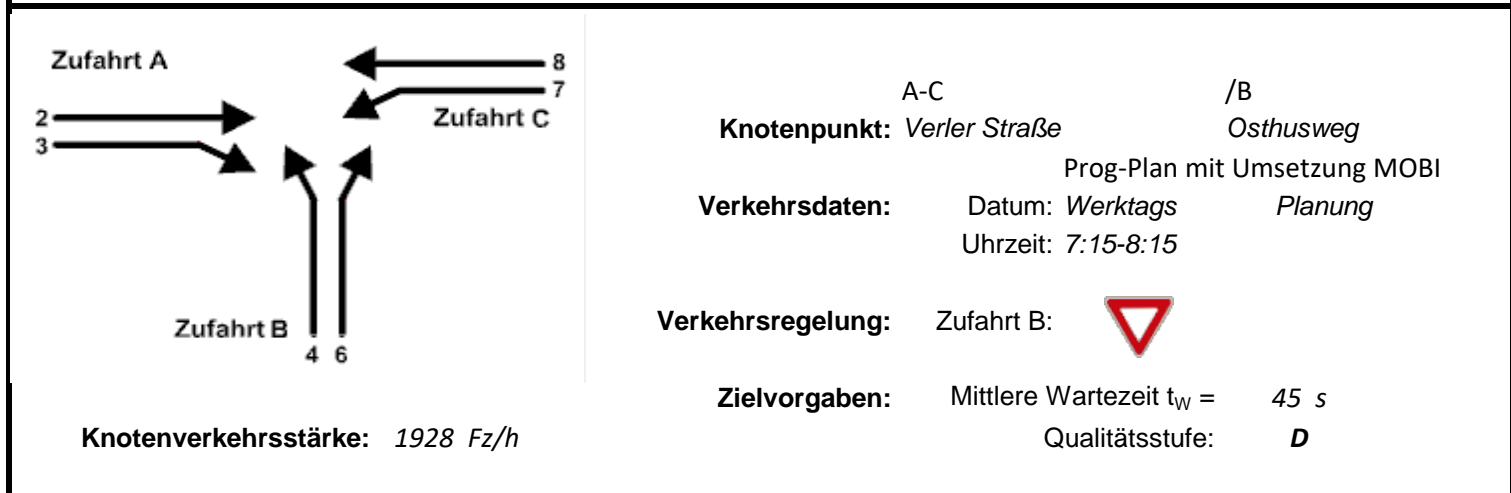 Zufahrt A
8
7
Zufahrt C
2
3
Zufahrt B
4 6
Knotenverkehrsstärke: 1928 Fz/h
A-C /B
Knotenpunkt: Verler Straße Osthusweg
Prog-Plan mit Umsetzung MOBI
Verkehrsdaten: Datum: Werktags Planung
Uhrzeit: 7:15-8:15
Verkehrsregelung: Zufahrt B:
Zielvorgaben: Mittlere Wartezeit tW = 45 s
Qualitätsstufe: D